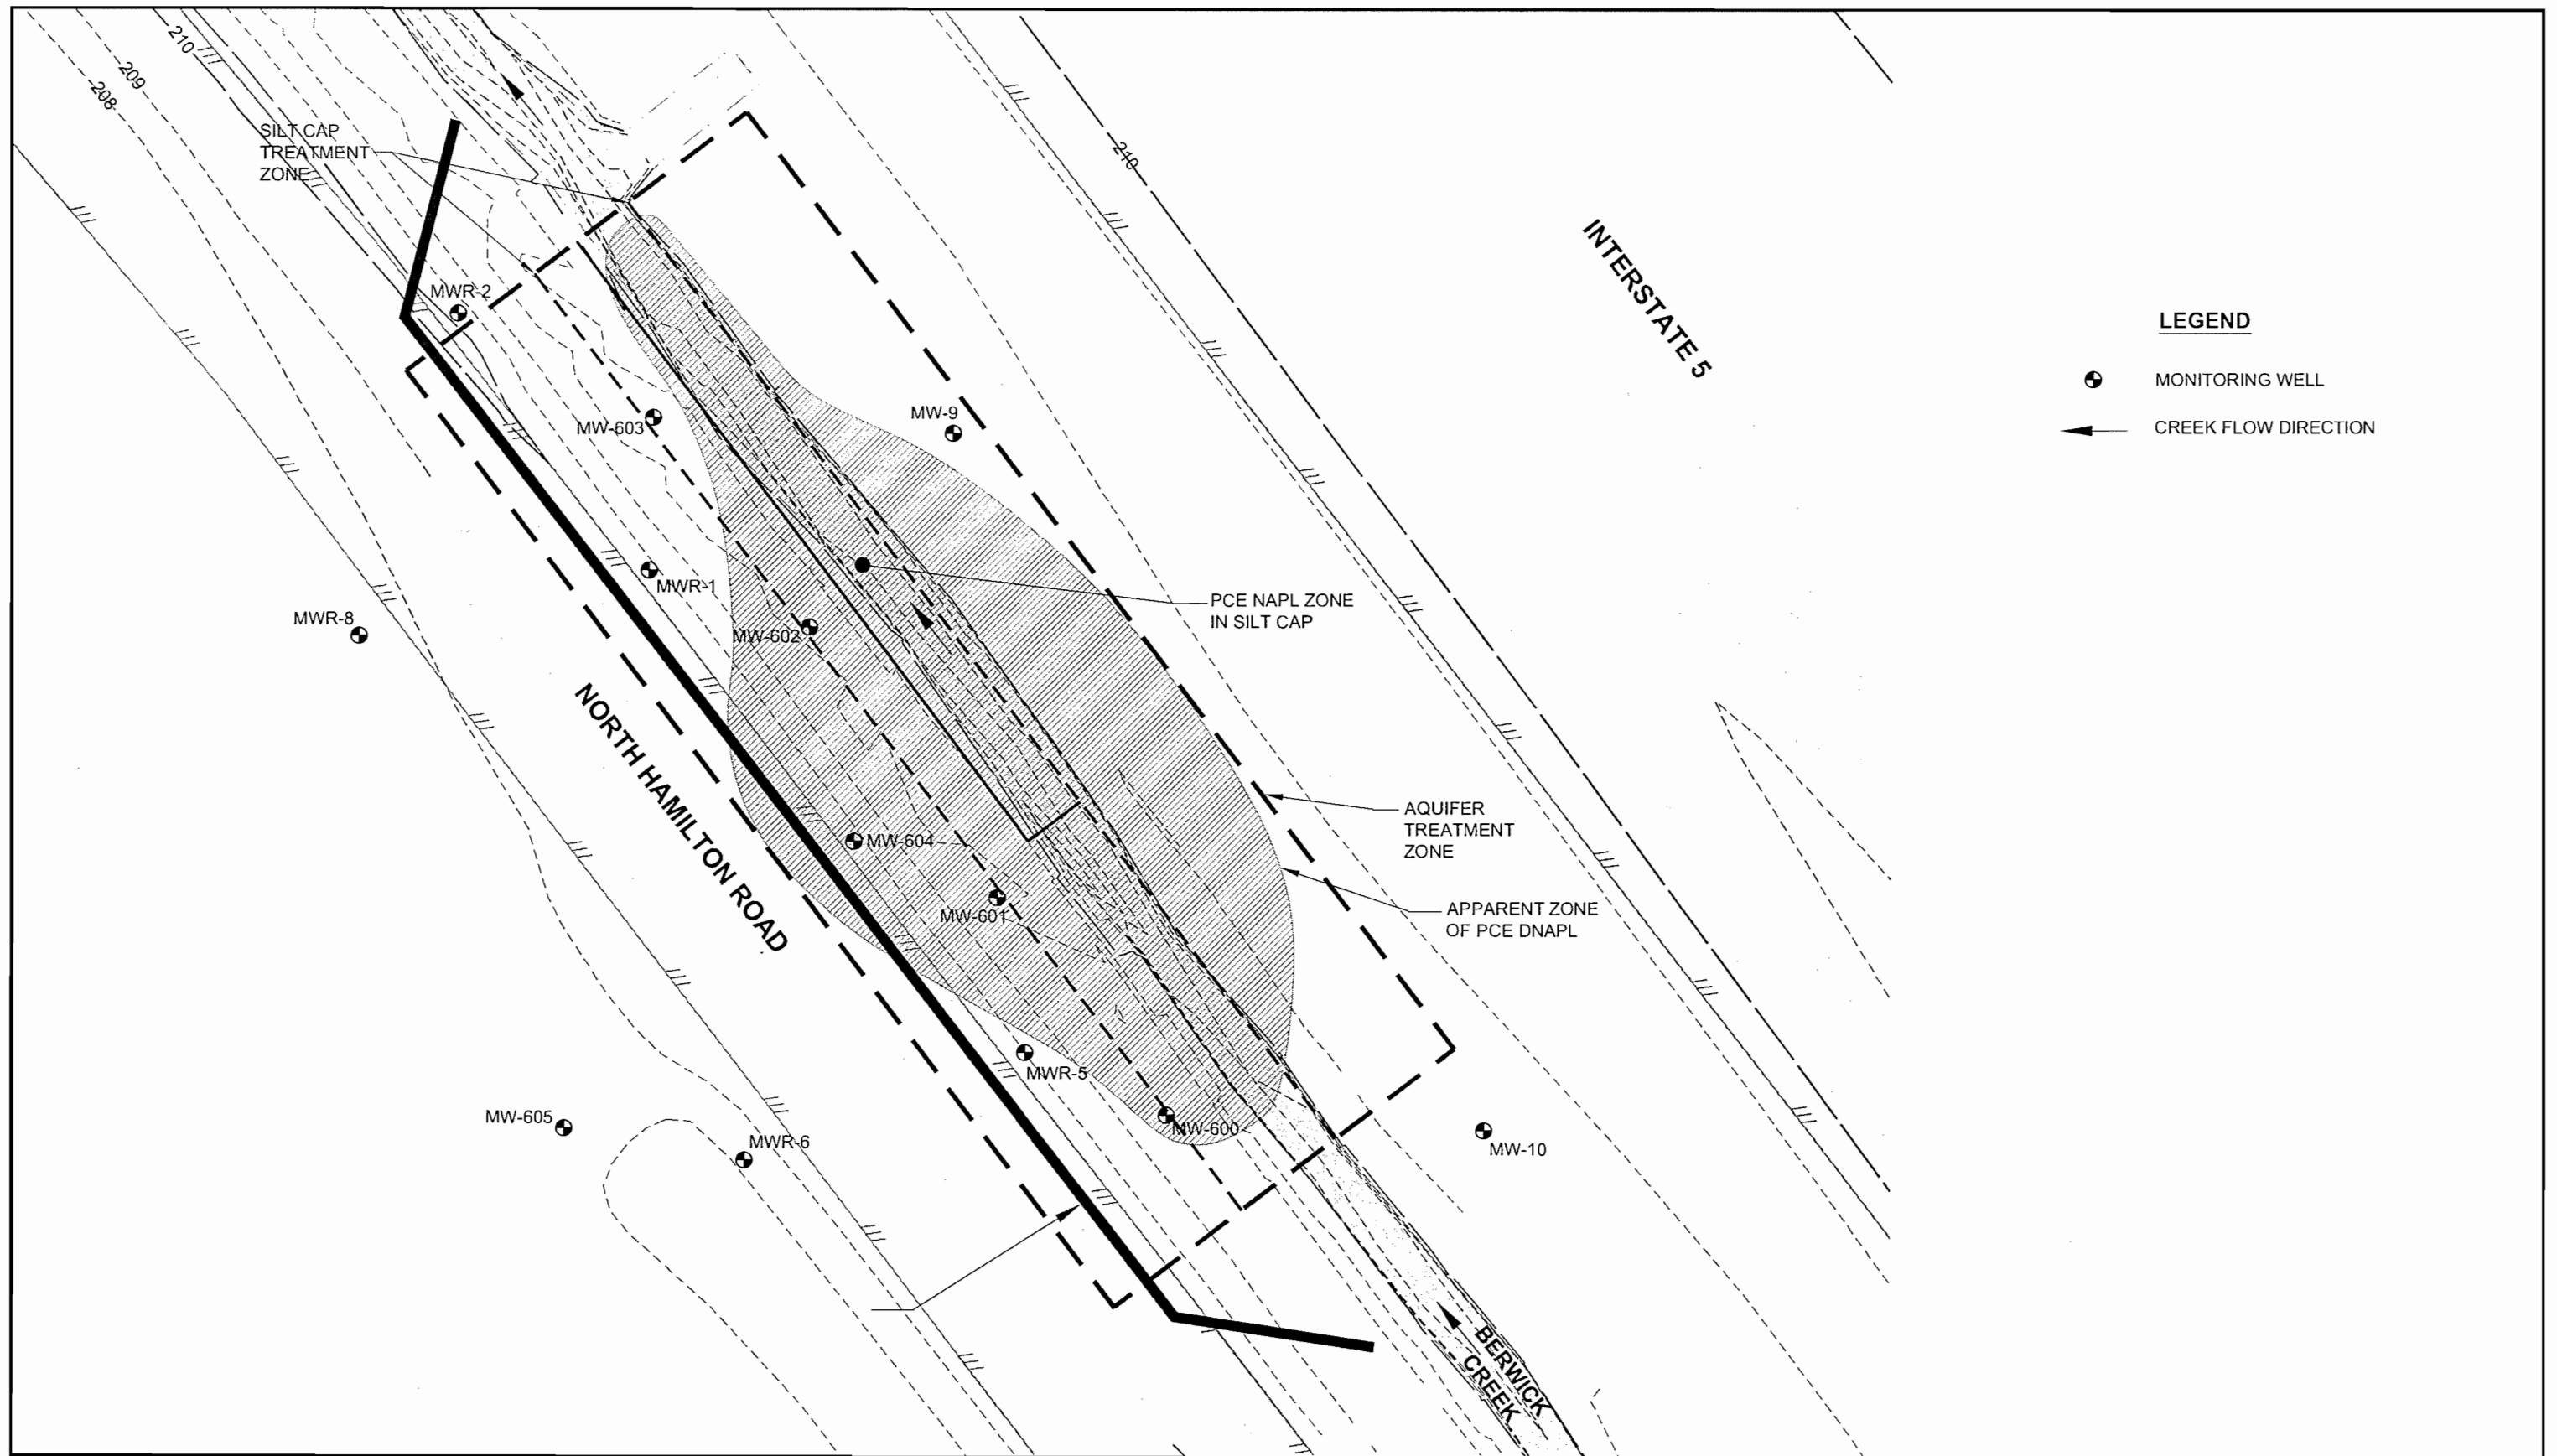 210
209
208
SILT CAP
TREATMENT
ZONE
210
INTERSTATE 5
LEGEND
MONITORING WELL
CREEK FLOW DIRECTION
MWR-2
MW-603
MW-9
MWR-1
MWR-8
MW-602
PCE NAPL ZONE
IN SILT CAP
NORTH HAMILTON ROAD
AQUIFER
TREATMENT
ZONE
MW-604
MW-601
APPARENT ZONE
OF PCE DNAPL
MWR-5
MW-605
MWR-6
MW-600
MW-10
BERWICK
CREEK